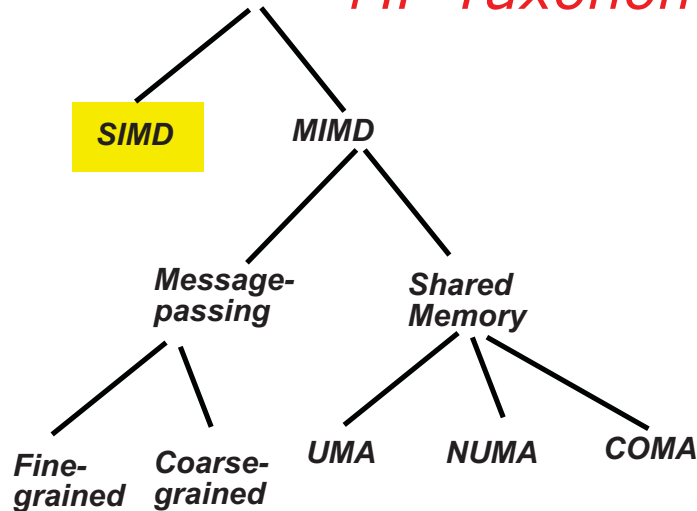 SIMD
MIMD
Message-
passing
Shared
Memory
Fine-
grained
Coarse-
grained
UMA
NUMA
COMA